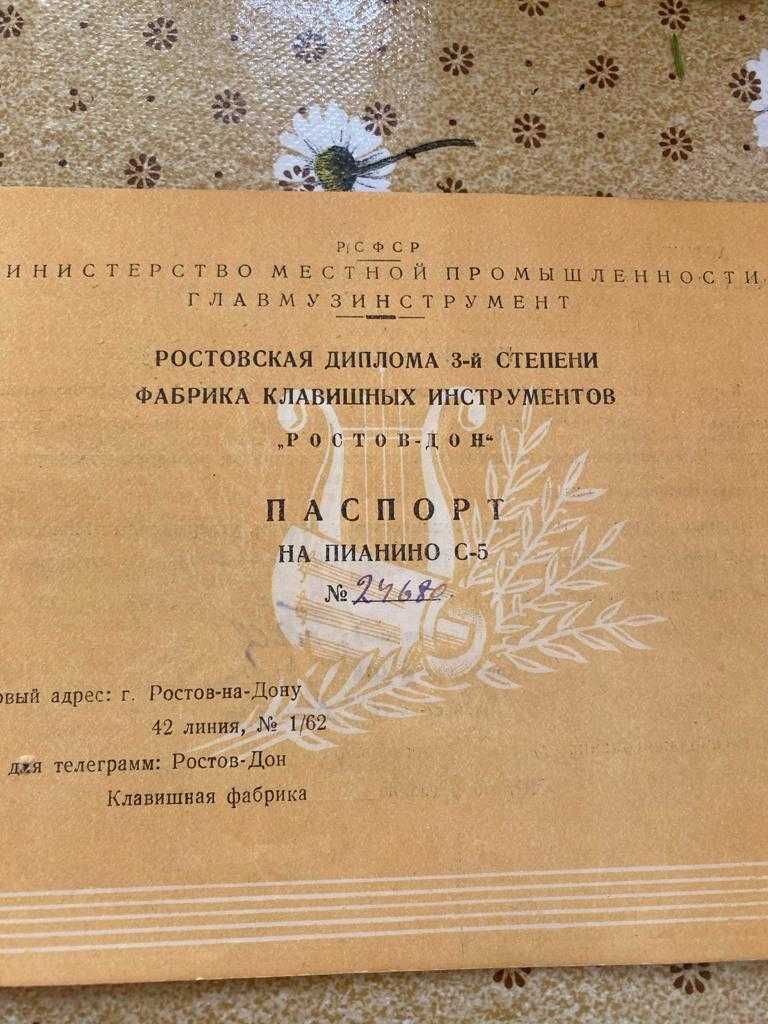 РСФСР
ИНИСТЕРСТВО МЕСТНОЙ ПРОМЫШЛЕННОСТИ
ГЛАВМУЗИНСТРУМЕНТ
РОСТОВСКАЯ ДИПЛОМА 3-й СТЕПЕНИ
ФАБРИКА КЛАВИШНЫХ ИНСТРУМЕНТОВ
„РОСТОВ-ДОН“
ПАСПОРТ
НА ПИАНИНО С-5
№ 24680
овый адрес: г. Ростов-на-Дону
42 линия, № 1/62
для телеграмм: Ростов-Дон
Клавишная фабрика